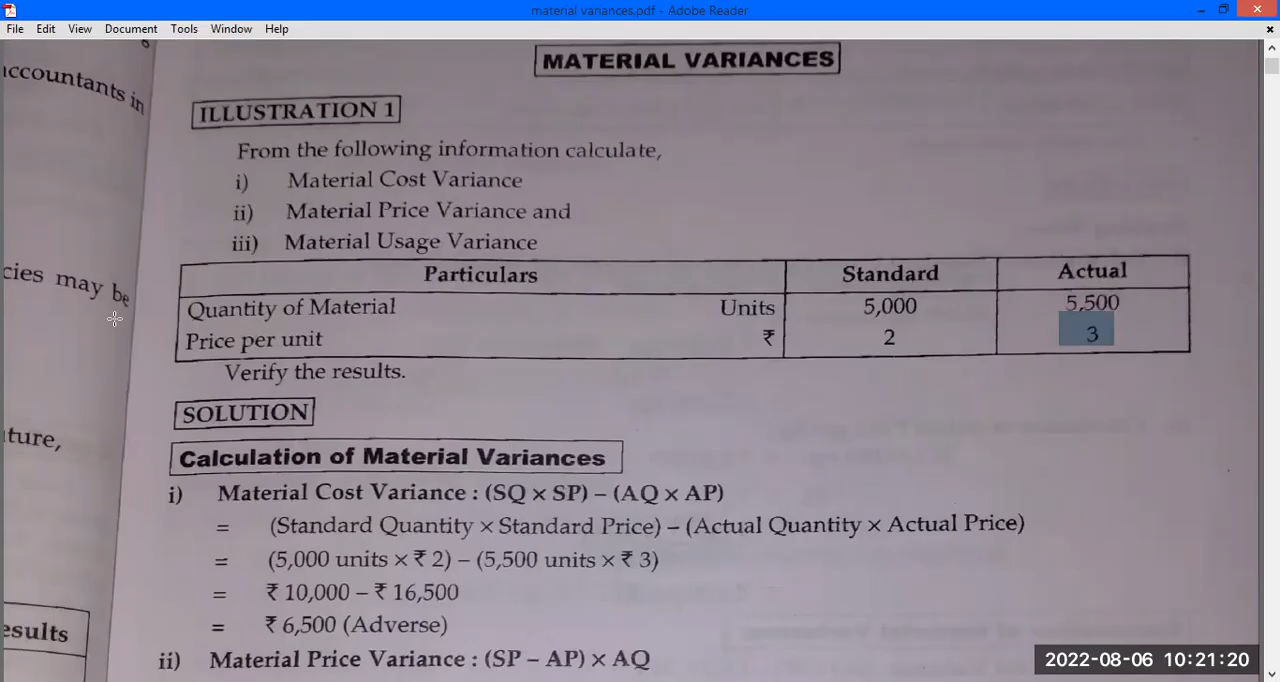 material variances.pdf - Adobe Reader
File Edit View Document Tools Window Help
accountants in
cies may be
ture,
esults
MATERIAL VARIANCES
ILLUSTRATION 1
From the following information calculate,
i) Material Cost Variance
ii) Material Price Variance and
iii) Material Usage Variance
Particulars Standard Actual
Quantity of Material Units 5,000 5,500
Price per unit ₹ 2 3
Verify the results.
SOLUTION
Calculation of Material Variances
i) Material Cost Variance : (SQ × SP) – (AQ × AP)
= (Standard Quantity × Standard Price) – (Actual Quantity × Actual Price)
= (5,000 units × ₹ 2) – (5,500 units × ₹ 3)
= ₹ 10,000 – ₹ 16,500
= ₹ 6,500 (Adverse)
ii) Material Price Variance : (SP – AP) × AQ
2022-08-06 10:21:20